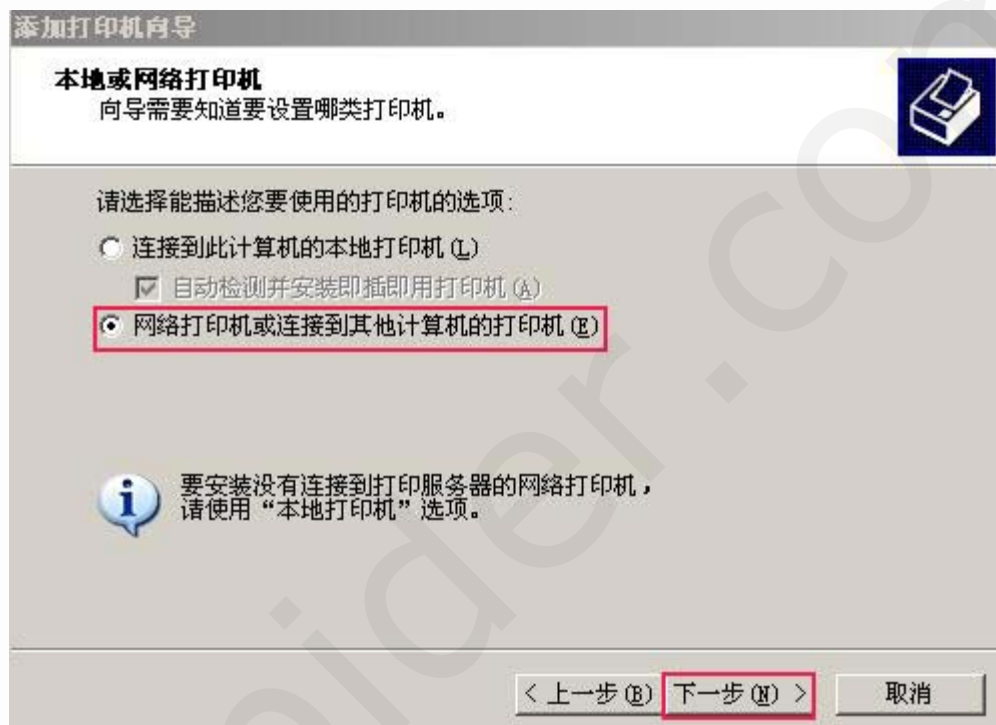 添加打印机向导
本地或网络打印机
向导需要知道要设置哪类打印机。
请选择能描述您要使用的打印机的选项:
连接到此计算机的本地打印机(L)
自动检测并安装即插即用打印机(A)
网络打印机或连接到其他计算机的打印机(E)
要安装没有连接到打印服务器的网络打印机，
请使用“本地打印机”选项。
< 上一步(B) 下一步(N) > 取消